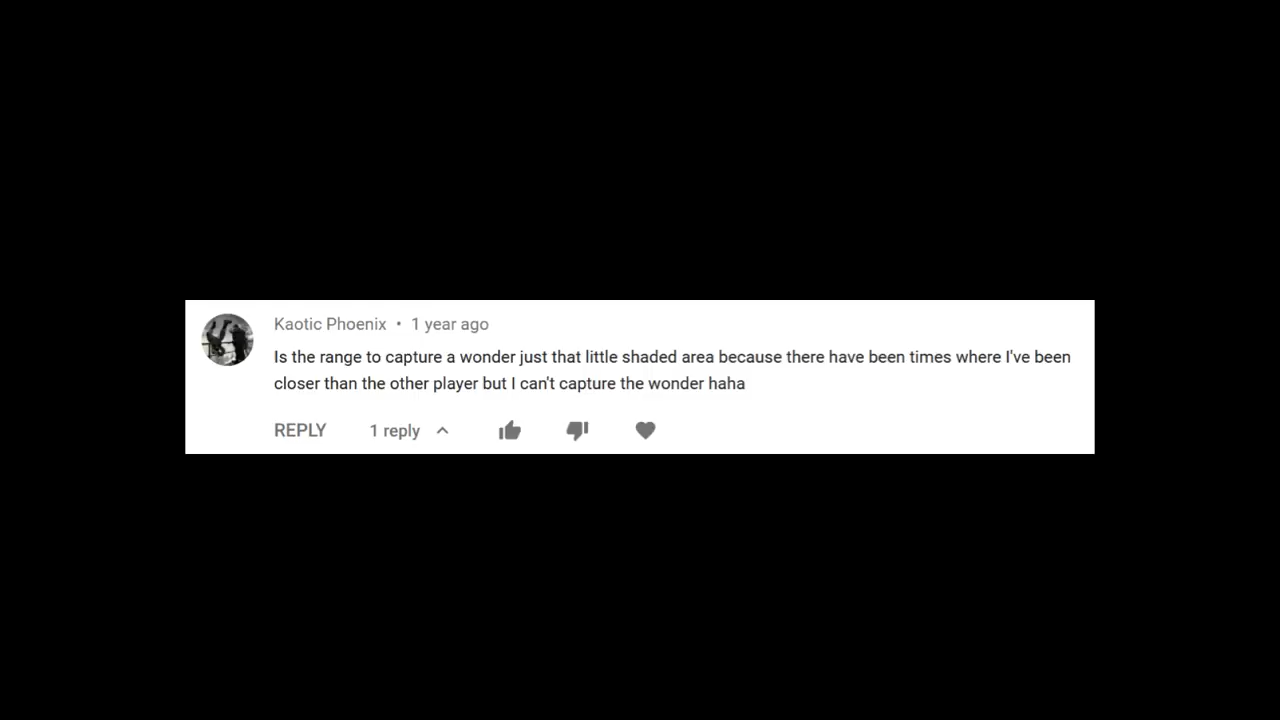 Kaotic Phoenix • 1 year ago
Is the range to capture a wonder just that little shaded area because there have been times where I've been
closer than the other player but I can't capture the wonder haha
REPLY 1 reply